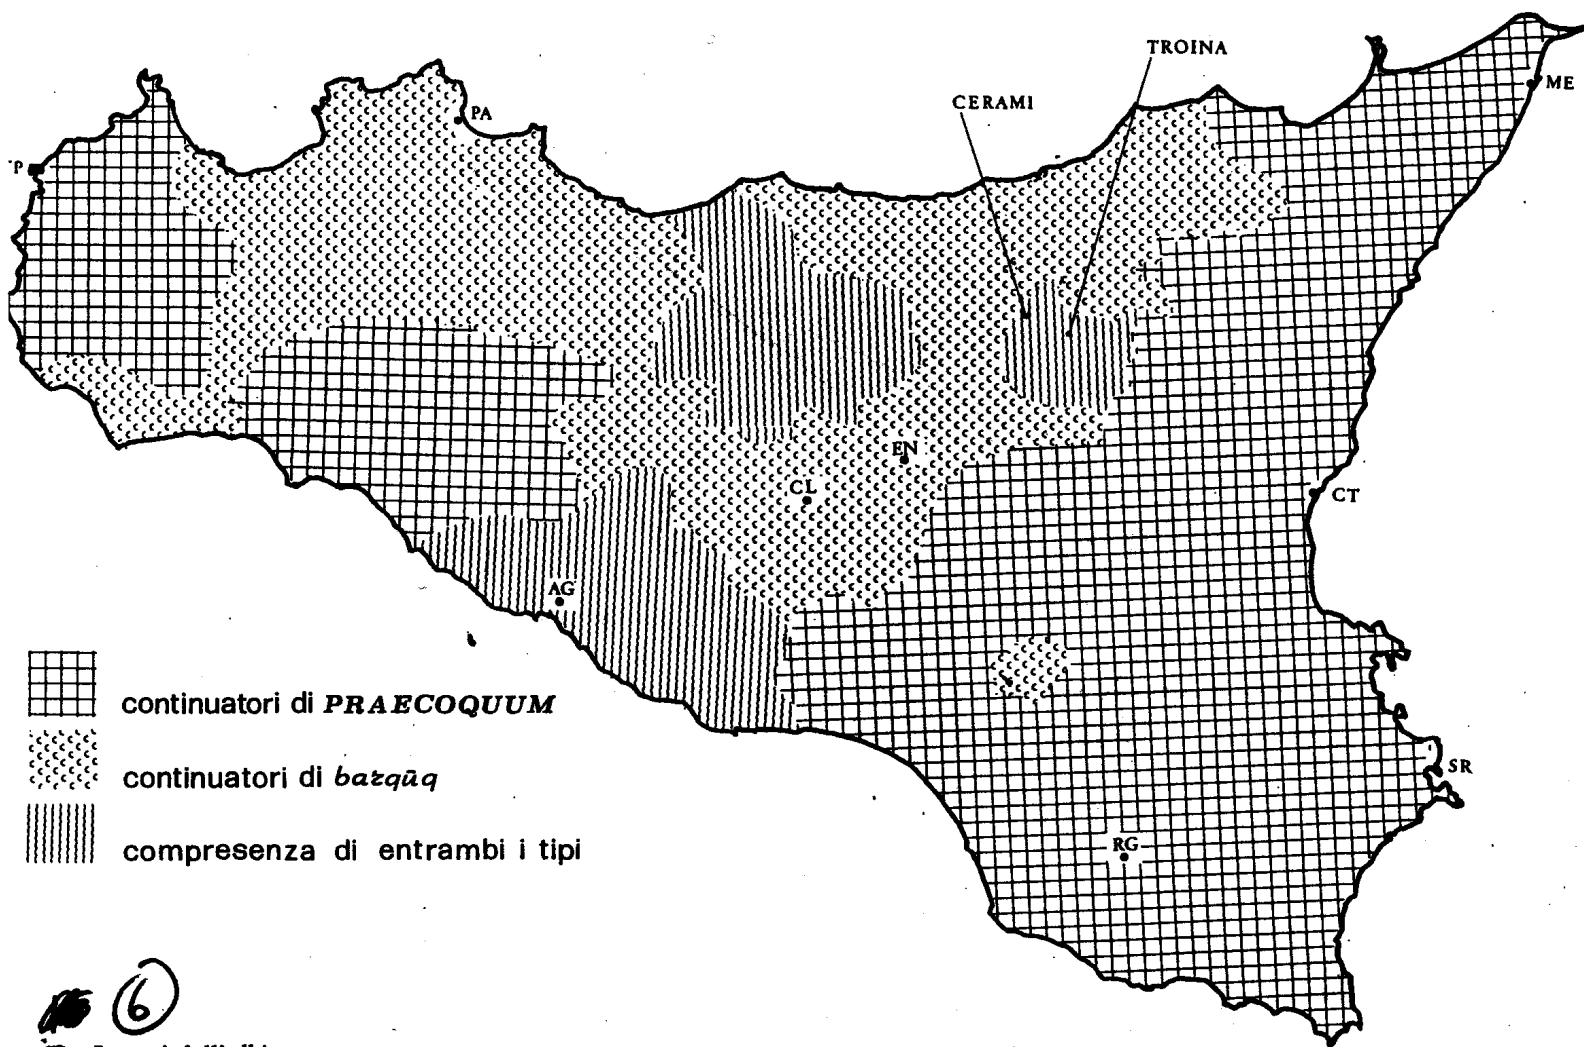 TROINA
CERAMI
ME
PA
EN
CL
CT
AG
continuatori di PRAECOQUUM
continuatori di barqūq
SR
compresenza di entrambi i tipi
RG
6